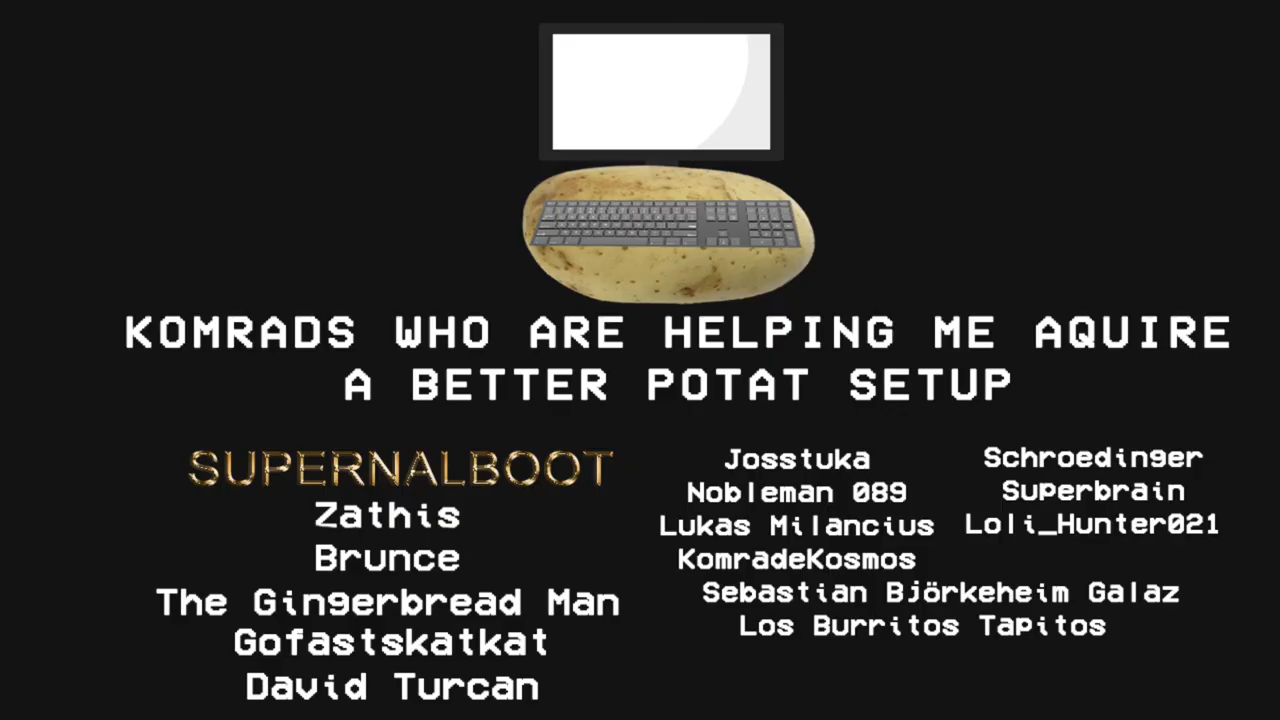 KOMRADS WHO ARE HELPING ME AQUIRE
A BETTER POTAT SETUP
SUPERNALBOOT
Zathis
Brunce
The Gingerbread Man
Gofastskatkat
David Turcan
Josstuka
Nobleman 089
Lukas Milancius
KomradeKosmos
Schroedinger
Superbrain
Loli_Hunter021
Sebastian Björkeheim Galaz
Los Burritos Tapitos